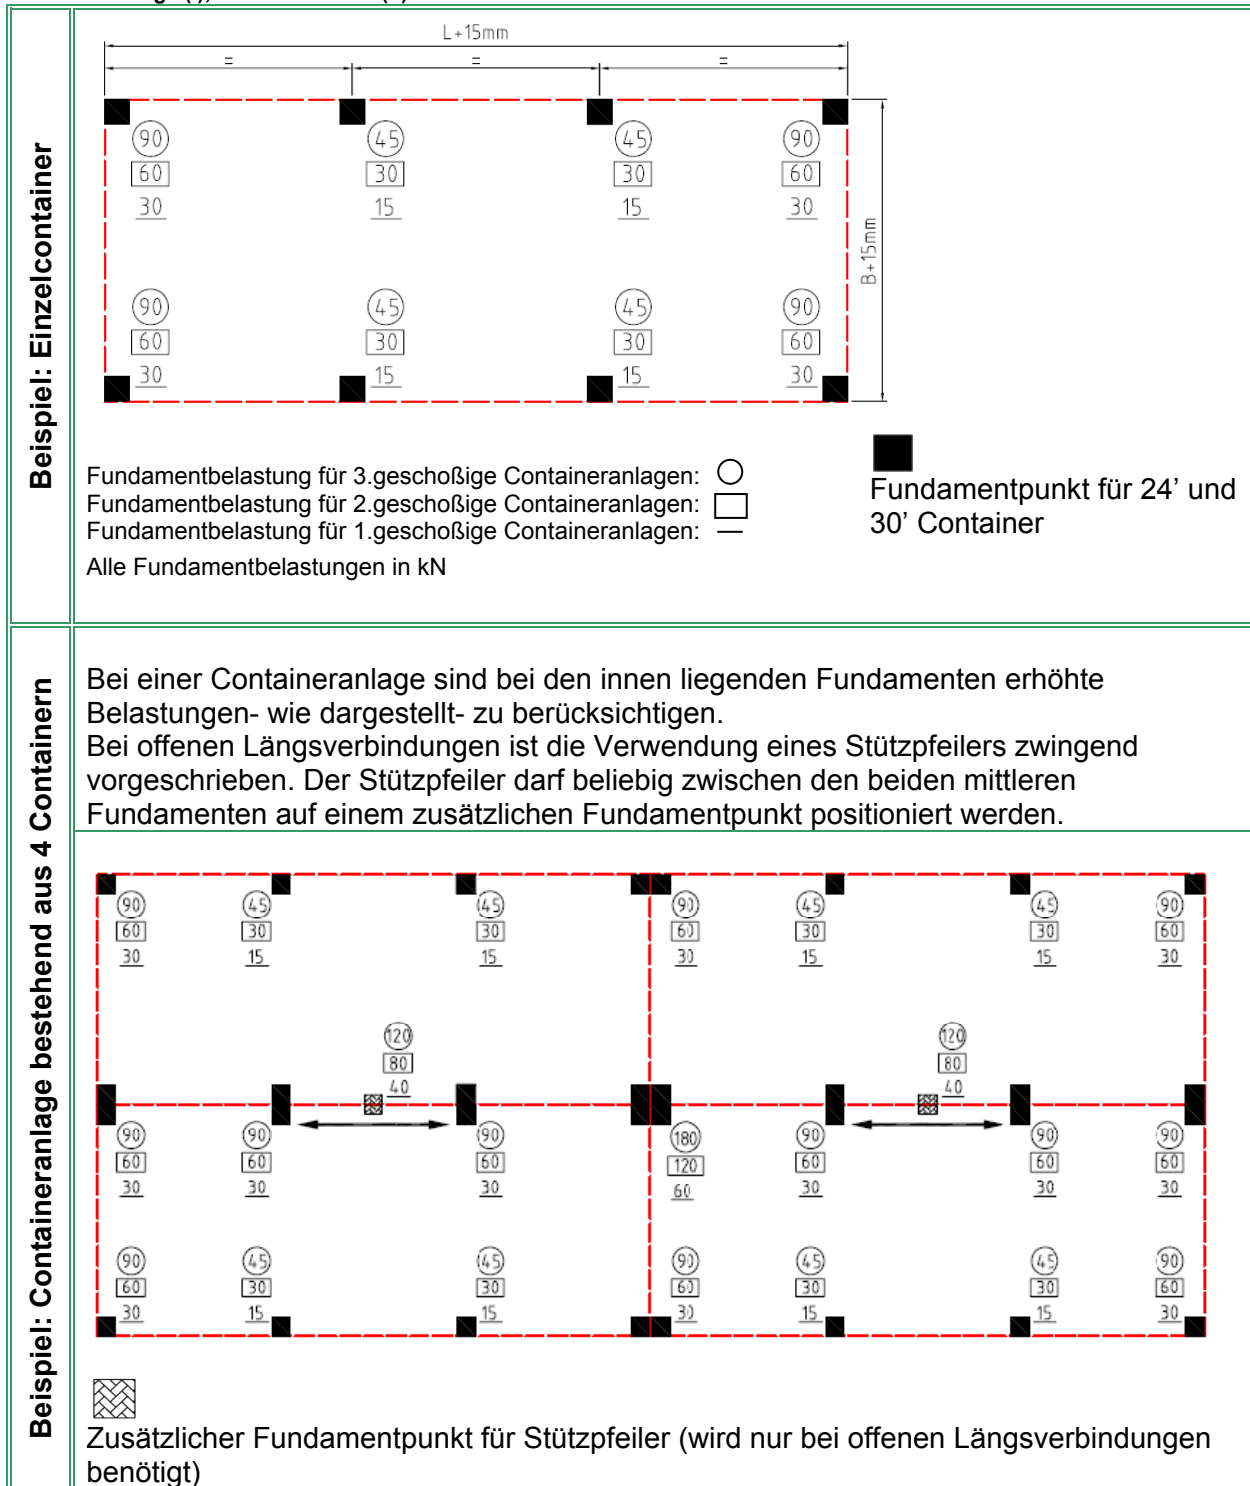 L+15mm
= = =
90 45 45 90
60 30 30 60
30 15 15 30
B+15mm
90 45 45 90
60 30 30 60
30 15 15 30
Beispiel: Einzelcontainer
Fundamentbelastung für 3.geschoßige Containeranlagen:
Fundamentbelastung für 2.geschoßige Containeranlagen:
Fundamentbelastung für 1.geschoßige Containeranlagen:
Alle Fundamentbelastungen in kN
Fundamentpunkt für 24’ und
30’ Container
Beispiel: Containeranlage bestehend aus 4 Containern
Bei einer Containeranlage sind bei den innen liegenden Fundamenten erhöhte
Belastungen- wie dargestellt- zu berücksichtigen.
Bei offenen Längsverbindungen ist die Verwendung eines Stützpfeilers zwingend
vorgeschrieben. Der Stützpfeiler darf beliebig zwischen den beiden mittleren
Fundamenten auf einem zusätzlichen Fundamentpunkt positioniert werden.
90 45 45 90 45 45 90
60 30 30 60 30 30 60
30 15 15 30 15 15 30
120 120
80 80
40 40
90 90 90 180 90 90 90
60 60 60 120 60 60 60
30 30 30 60 30 30 30
90 45 45 90 45 45 90
60 30 30 60 30 30 60
30 15 15 30 15 15 30
Zusätzlicher Fundamentpunkt für Stützpfeiler (wird nur bei offenen Längsverbindungen
benötigt)